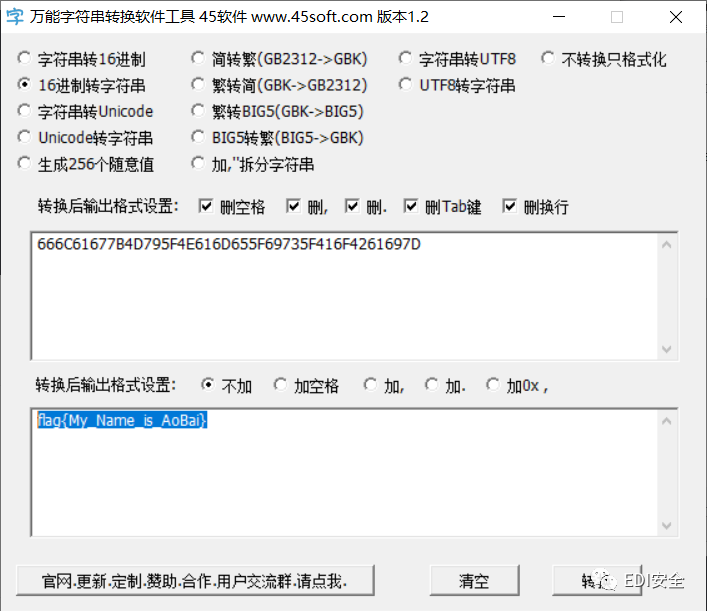 字 万能字符串转换软件工具 45软件 www.45soft.com 版本1.2
字符串转16进制 简转繁(GB2312->GBK) 字符串转UTF8 不转换只格式化
16进制转字符串 繁转简(GBK->GB2312) UTF8转字符串
字符串转Unicode 繁转BIG5(GBK->BIG5)
Unicode转字符串 BIG5转繁(BIG5->GBK)
生成256个随意值 加,''拆分字符串
转换后输出格式设置: 删空格 删, 删. 删Tab键 删换行
666C61677B4D795F4E616D655F69735F416F4261697D
转换后输出格式设置: 不加 加空格 加, 加. 加0x ,
flag{My_Name_is_AoBai}
官网.更新.定制.赞助.合作.用户交流群.请点我. 清空 转换
EDI安全